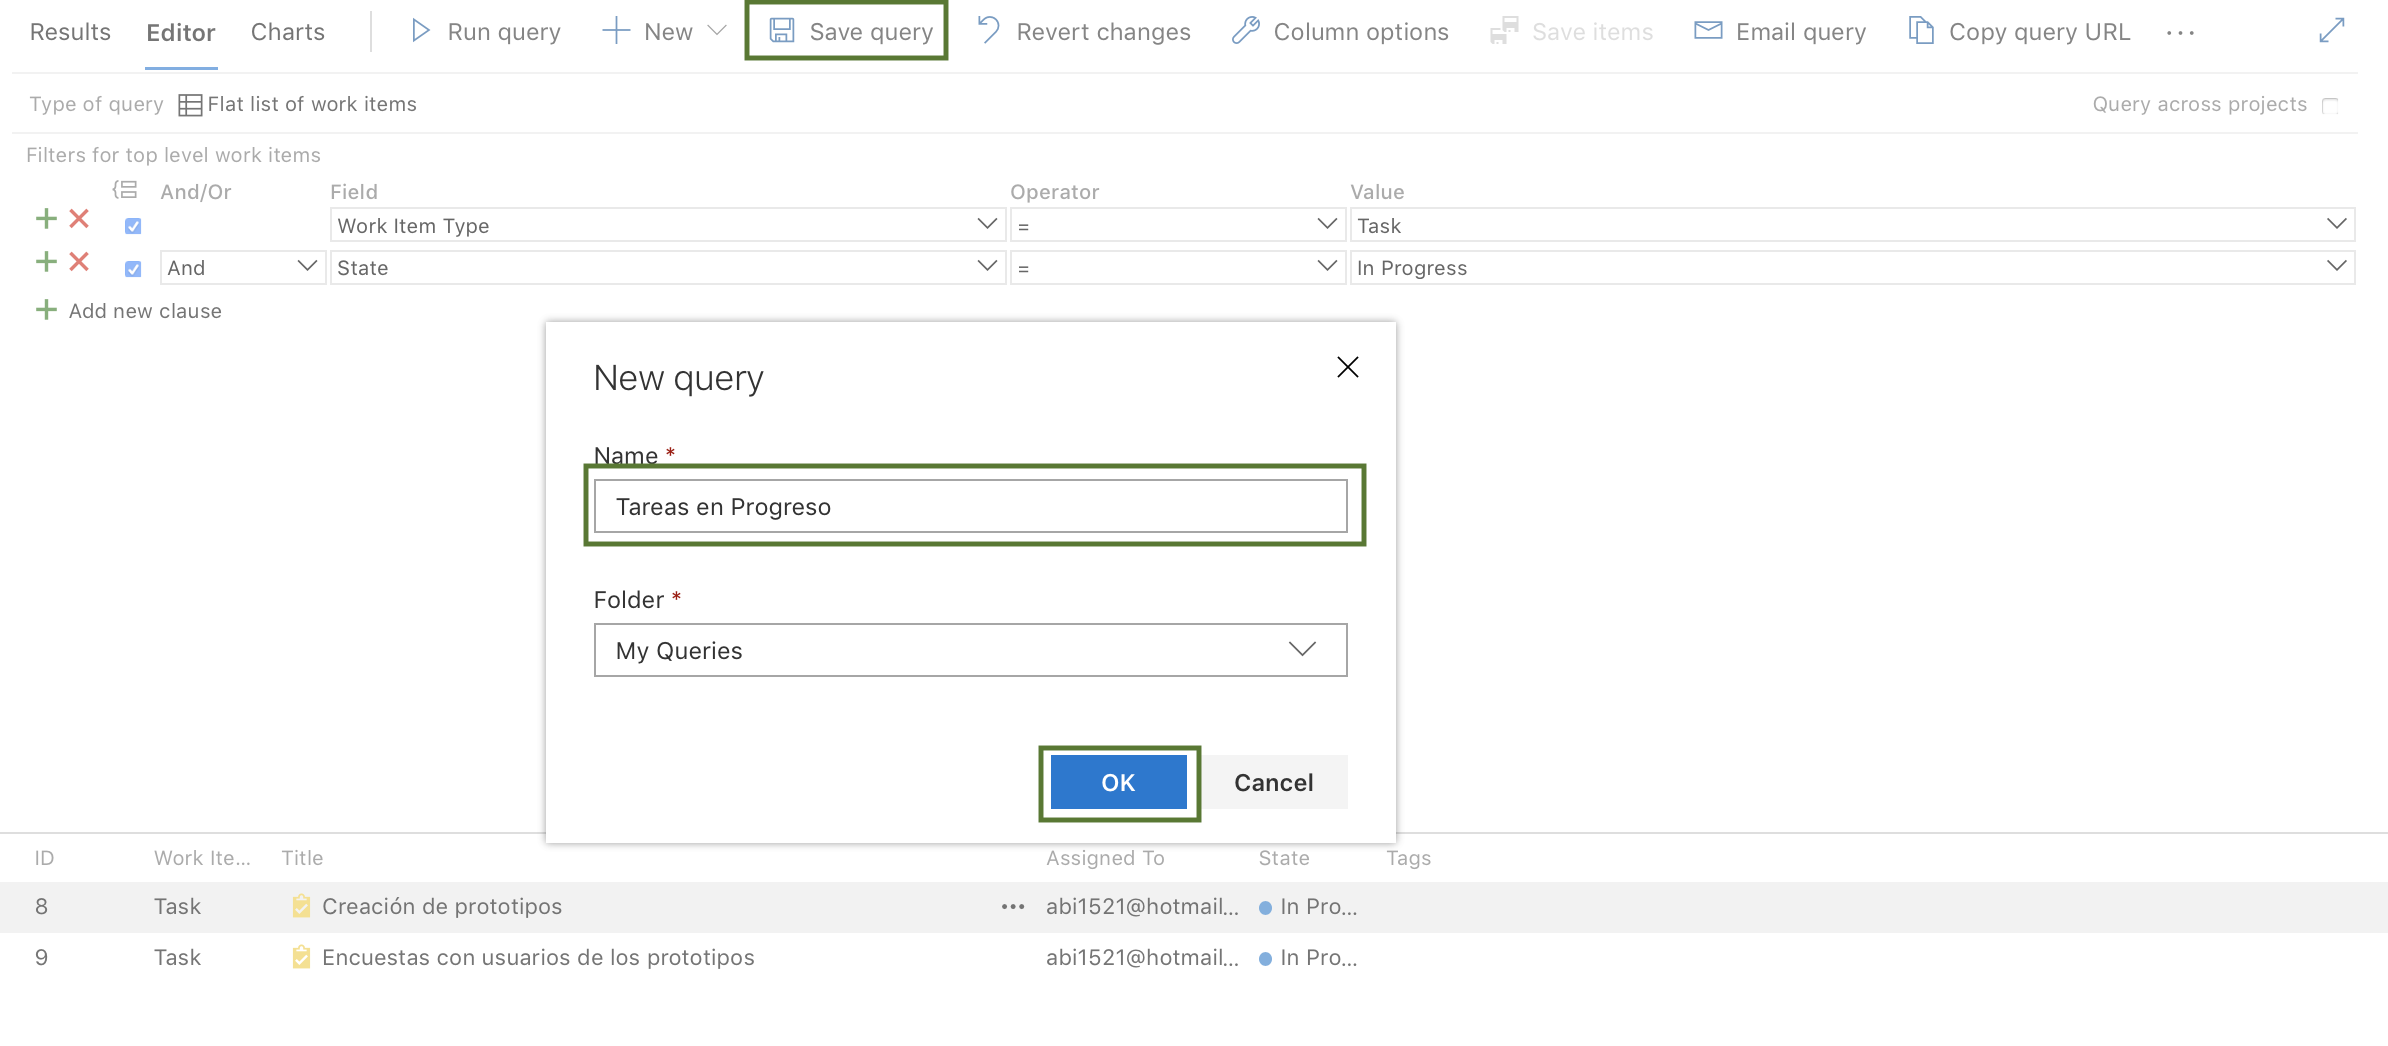 Results Editor Charts Run query New Save query Revert changes Column options Save items Email query Copy query URL ...
Type of query Flat list of work items Query across projects
Filters for top level work items
And/Or Field Operator Value
Work Item Type = Task
And State = In Progress
Add new clause
New query
Name *
Tareas en Progreso
Folder *
My Queries
OK Cancel
ID Work Ite... Title Assigned To State Tags
8 Task Creación de prototipos ... abi1521@hotmail... In Pro...
9 Task Encuestas con usuarios de los prototipos abi1521@hotmail... In Pro...